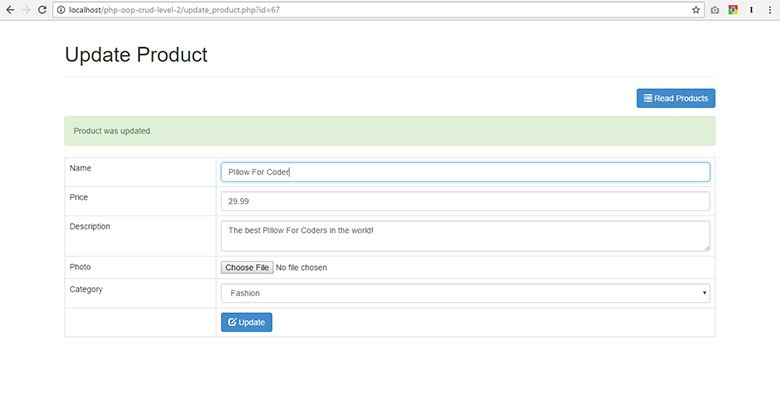 localhost/php-oop-crud-level-2/update_product.php?id=67
Update Product
Read Products
Product was updated.
Name
Pillow For Coder
Price
29.99
Description
The best Pillow For Coders in the world!
Photo
Choose File No file chosen
Category
Fashion
Update